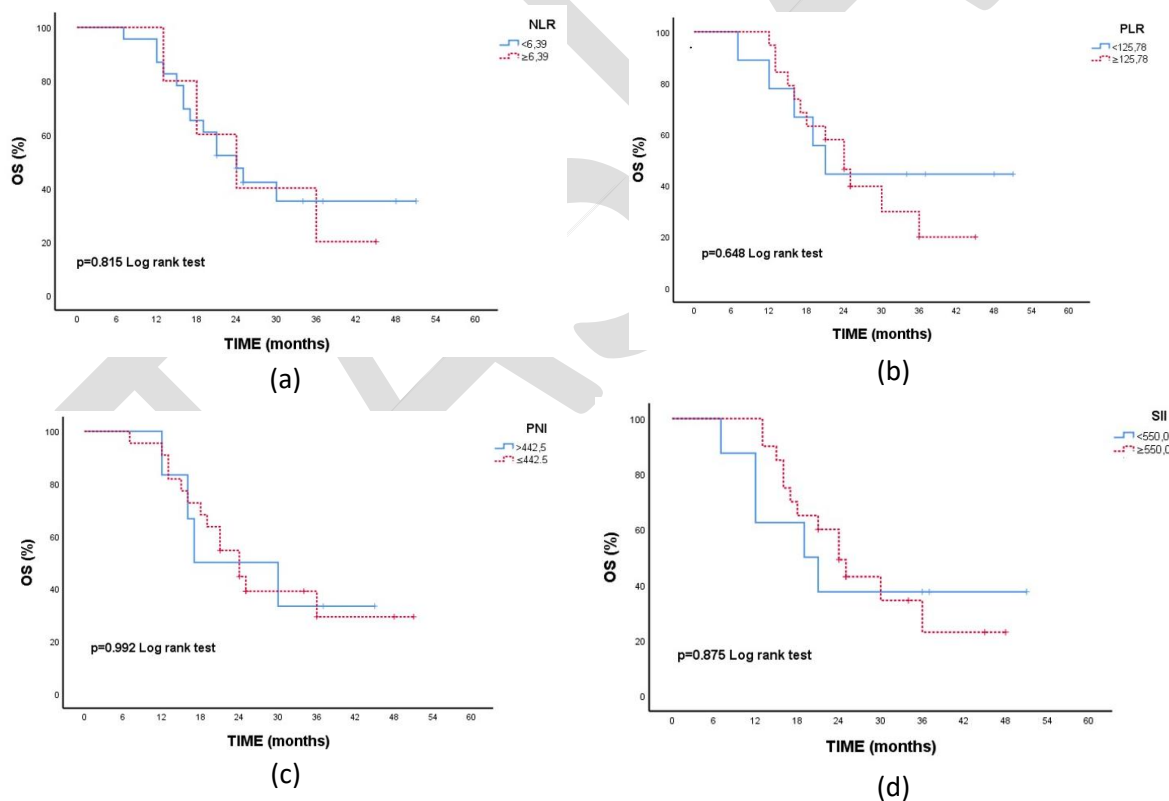 NLR
<6,39
≥6,39
100
80
60
40
20
0
OS (%)
p=0.815 Log rank test
0 6 12 18 24 30 36 42 48 54 60
TIME (months)
(a)
PLR
<125,78
≥125,78
100
80
60
40
20
0
OS (%)
p=0.648 Log rank test
0 6 12 18 24 30 36 42 48 54 60
TIME (months)
(b)
PNI
>442,5
≤442.5
100
80
60
40
20
0
OS (%)
p=0.992 Log rank test
0 6 12 18 24 30 36 42 48 54 60
TIME (months)
(c)
SII
<550,0
≥550,0
100
80
60
40
20
0
OS (%)
p=0.875 Log rank test
0 6 12 18 24 30 36 42 48 54 60
TIME (months)
(d)